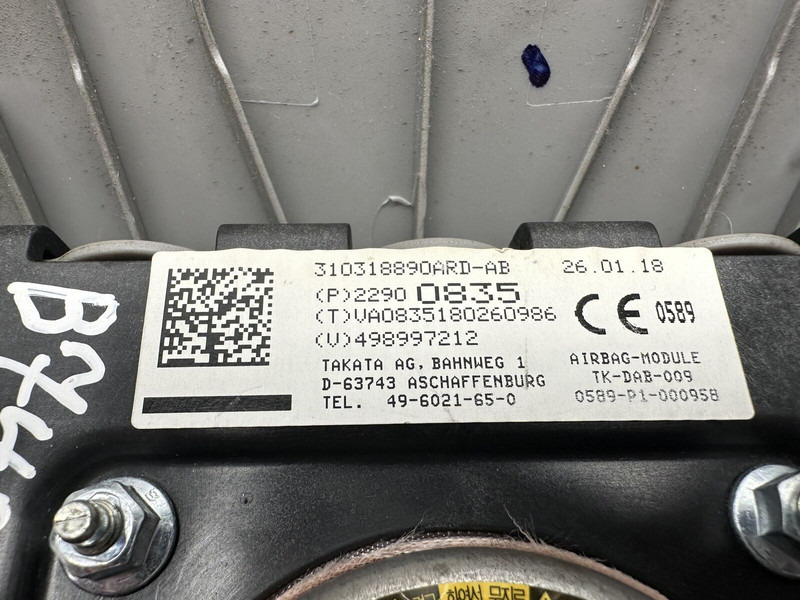 310318890ARD-AB 26.01.18
(P)2290 0835
(T)VA0835180260986
(V)498997212
CE 0589
TAKATA AG, BAHNWEG 1
D-63743 ASCHAFFENBURG
TEL. 49-6021-65-0
AIRBAG-MODULE
TK-DAB-009
0589-P1-000958